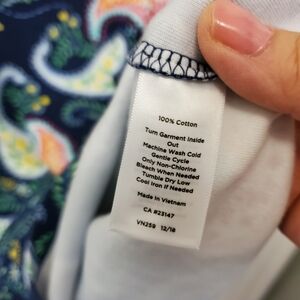 100% Cotton
Turn Garment Inside
Out
Machine Wash Cold
Gentle Cycle
Only Non-Chlorine
Bleach When Needed
Tumble Dry Low
Cool Iron If Needed
Made In Vietnam
CA #23147
VN259 12/18